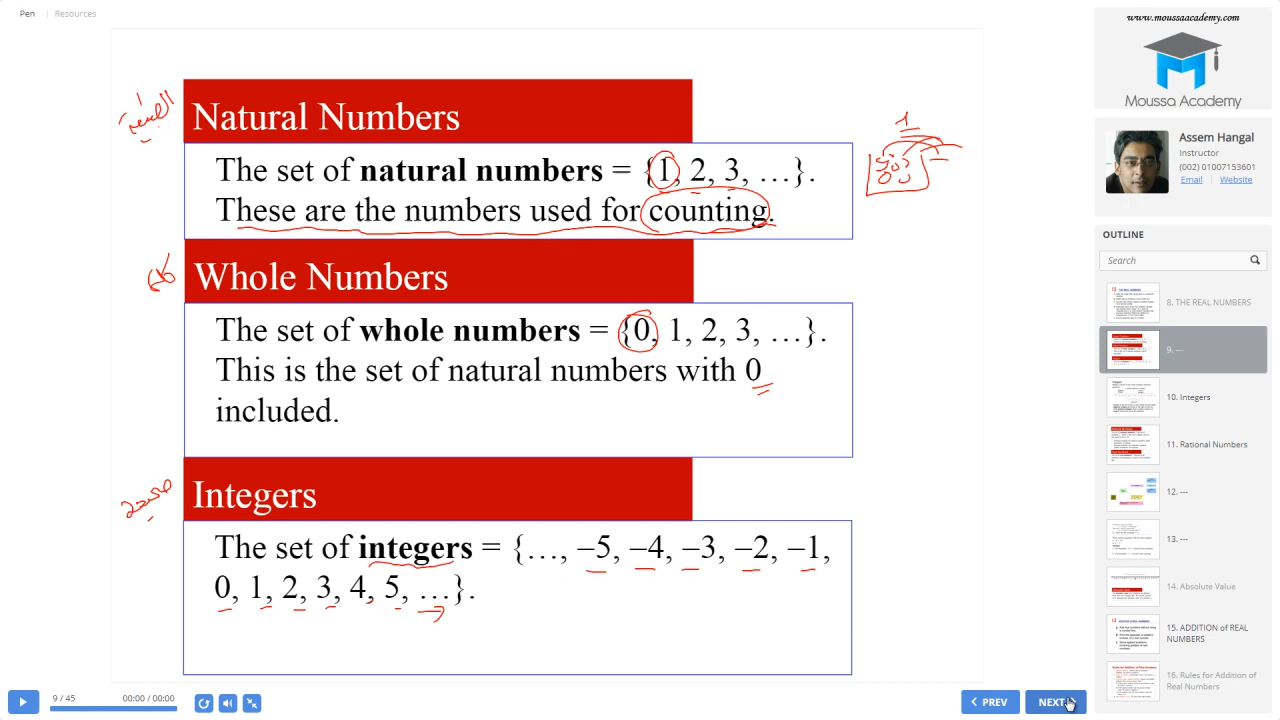 Pen
Resources
Natural Numbers
The set of natural numbers = {1, 2, 3, …}.
These are the numbers used for counting.
1
Whole Numbers
The set of whole numbers = {0, 1, 2, 3, …}.
This is the set of natural numbers with 0
included.
Integers
The set of integers = {…, –5, –4, –3, –2, –1,
0, 1, 2, 3, 4, 5, …}.
9 / 45
00:00 / 00:00
PREV
NEXT
www.moussaacademy.com
Moussa Academy
Assem Hangal
Instructor
(002) 01007153601
Email
Website
OUTLINE
Search
8. THE REAL NUMBERS
9. ---
10. Integers
11. Rational Numbers
12. ---
13. ---
14. Absolute Value
15. ADDITION of REAL
NUMBERS
16. Rules for Addition of
Real Numbers